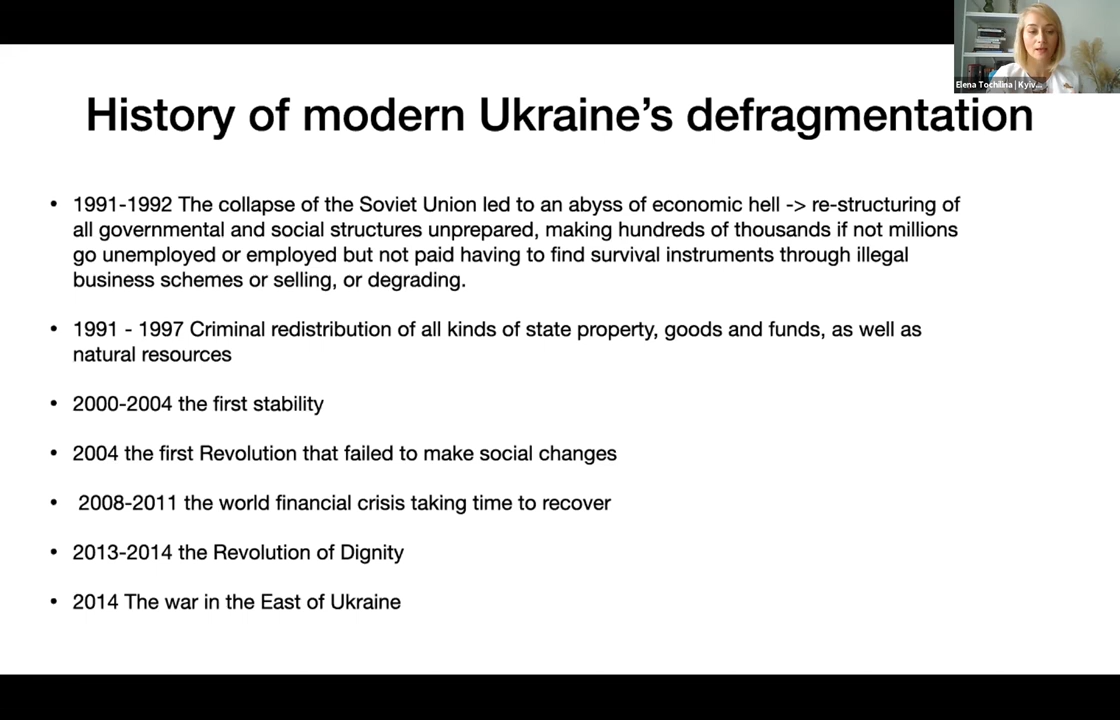 Elena Tochilina | Kyiv...
History of modern Ukraine's defragmentation
• 1991-1992 The collapse of the Soviet Union led to an abyss of economic hell -> re-structuring of
all governmental and social structures unprepared, making hundreds of thousands if not millions
go unemployed or employed but not paid having to find survival instruments through illegal
business schemes or selling, or degrading.
• 1991 - 1997 Criminal redistribution of all kinds of state property, goods and funds, as well as
natural resources
• 2000-2004 the first stability
• 2004 the first Revolution that failed to make social changes
• 2008-2011 the world financial crisis taking time to recover
• 2013-2014 the Revolution of Dignity
• 2014 The war in the East of Ukraine